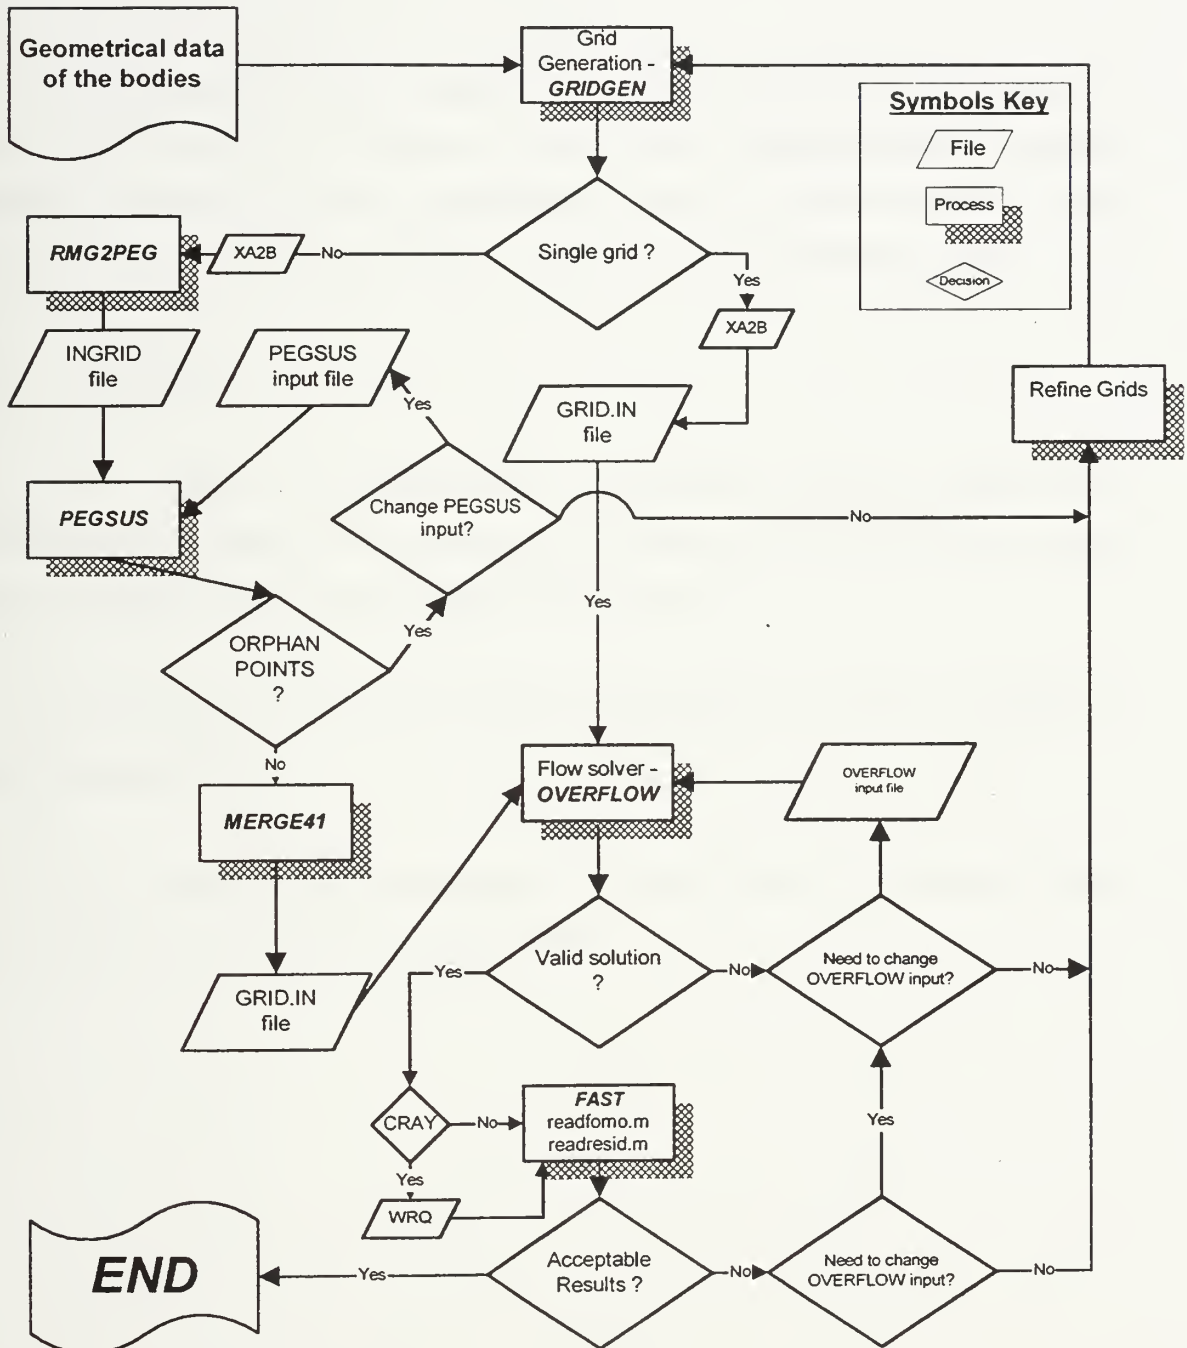 Geometrical data
of the bodies
Grid
Generation -
GRIDGEN
Symbols Key
File
Process
Decision
Single grid ?
No
XA2B
RMG2PEG
Yes
XA2B
INGRID
file
PEGSUS
input file
Yes
GRID.IN
file
Refine Grids
PEGSUS
Change PEGSUS
input?
No
Yes
Yes
ORPHAN
POINTS
?
No
MERGE41
Flow solver -
OVERFLOW
OVERFLOW
input file
GRID.IN
file
Yes
Valid solution
?
No
Need to change
OVERFLOW input?
No
CRAY
No
FAST
readfomo.m
readresid.m
Yes
Yes
WRQ
END
Yes
Acceptable
Results ?
No
Need to change
OVERFLOW input?
No